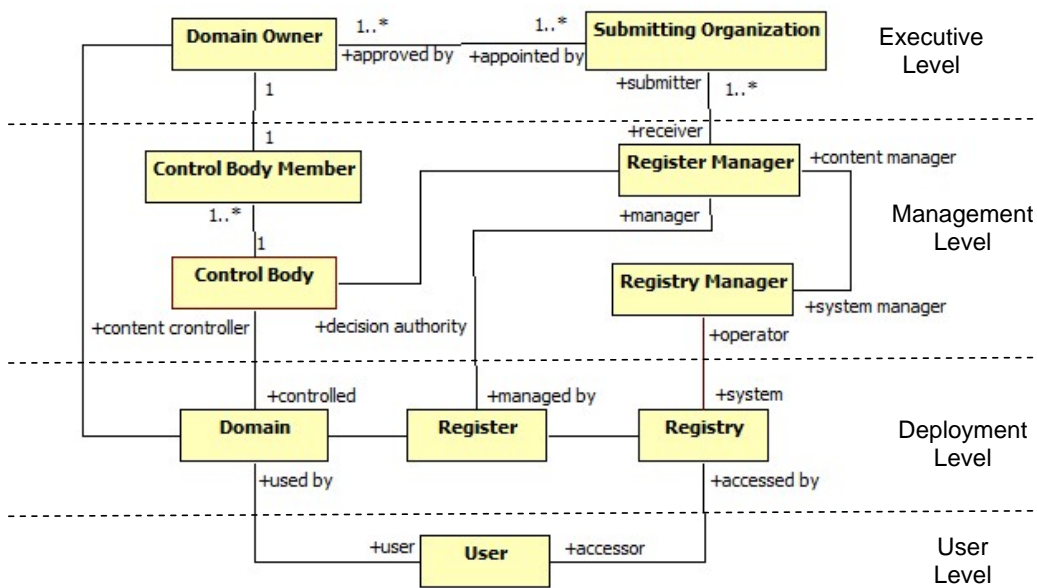 Domain Owner
1..*
1..*
Submitting Organization
Executive
Level
+approved by
+appointed by
+submitter
1
1..*
1
+receiver
Control Body Member
Register Manager
+content manager
1..*
+manager
Management
Level
1
Control Body
Registry Manager
+system manager
+content crontroller
+decision authority
+operator
+controlled
+managed by
+system
Domain
Register
Registry
Deployment
Level
+used by
+accessed by
+user
User
+accessor
User
Level